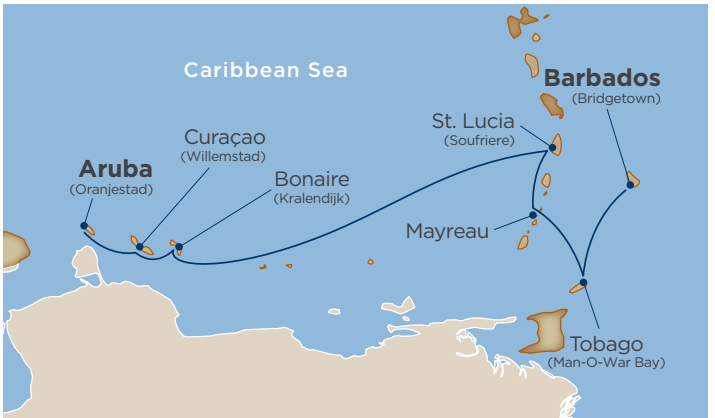 Caribbean Sea
Barbados
(Bridgetown)
St. Lucia
(Soufriere)
Curaçao
(Willemstad)
Aruba
(Oranjestad)
Bonaire
(Kralendijk)
Mayreau
Tobago
(Man-O-War Bay)